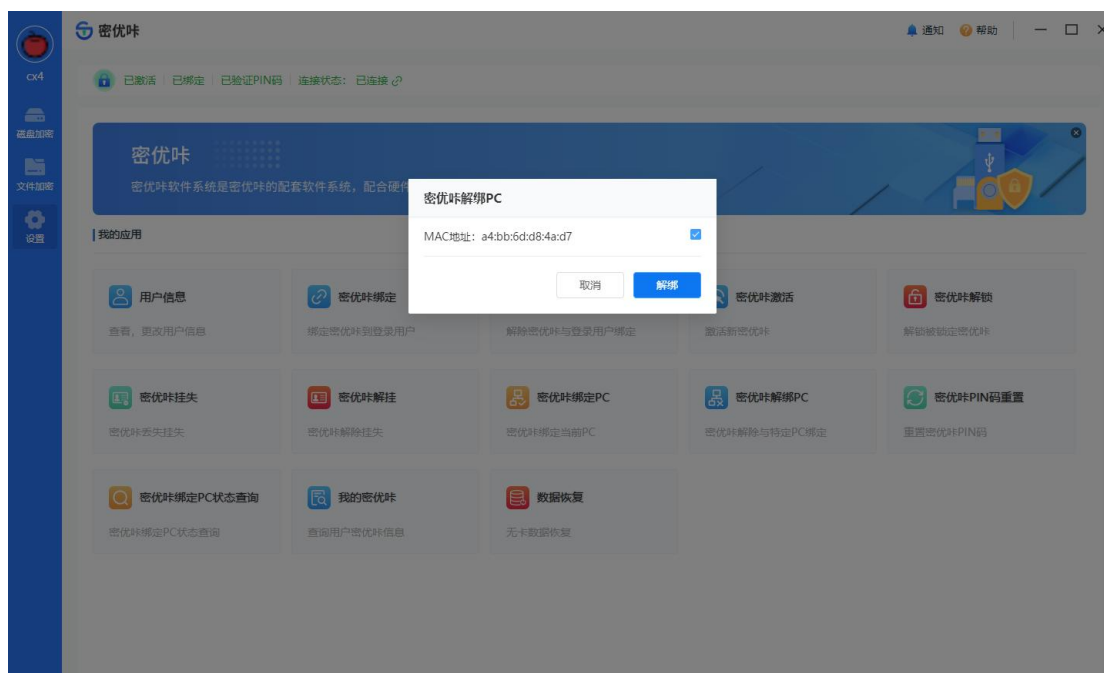 密优咔
通知
帮助
cx4
已激活
已绑定
已验证PIN码
连接状态：已连接
磁盘加密
文件加密
设置
密优咔
密优咔软件系统是密优咔的配套软件系统，配合硬件
密优咔解绑PC
MAC地址：a4:bb:6d:d8:4a:d7
取消
解绑
我的应用
用户信息
查看，更改用户信息
密优咔绑定
绑定密优咔到登录用户
解除密优咔与登录用户绑定
密优咔激活
激活新密优咔
密优咔解锁
解锁被锁定密优咔
密优咔挂失
密优咔丢失挂失
密优咔解挂
密优咔解除挂失
密优咔绑定PC
密优咔绑定当前PC
密优咔解绑PC
密优咔解除与特定PC绑定
密优咔PIN码重置
重置密优咔PIN码
密优咔绑定PC状态查询
密优咔绑定PC状态查询
我的密优咔
查询用户密优咔信息
数据恢复
无卡数据恢复